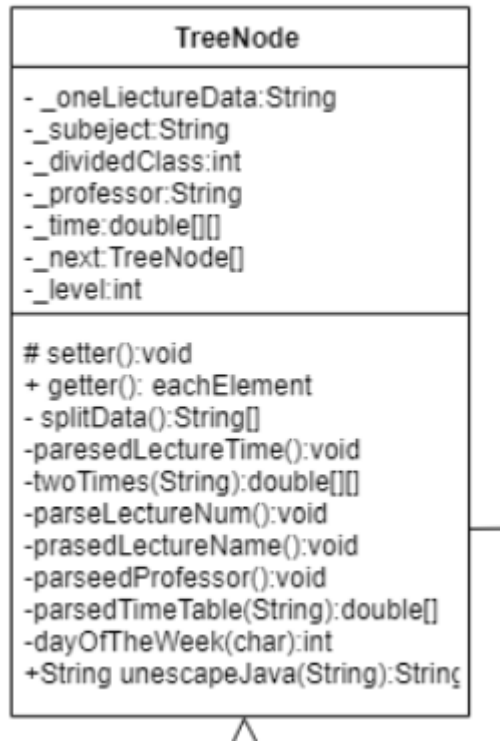 TreeNode
- _oneLiectureData:String
-_subeject:String
-_dividedClass:int
-_professor:String
-_time:double[][]
-_next:TreeNode[]
-_level:int
# setter():void
+ getter(): eachElement
- splitData():String[]
-paresedLectureTime():void
-twoTimes(String):double[][]
-parseLectureNum():void
-prasedLectureName():void
-parseedProfessor():void
-parsedTimeTable(String):double[]
-dayOfTheWeek(char):int
+String unescapeJava(String):String